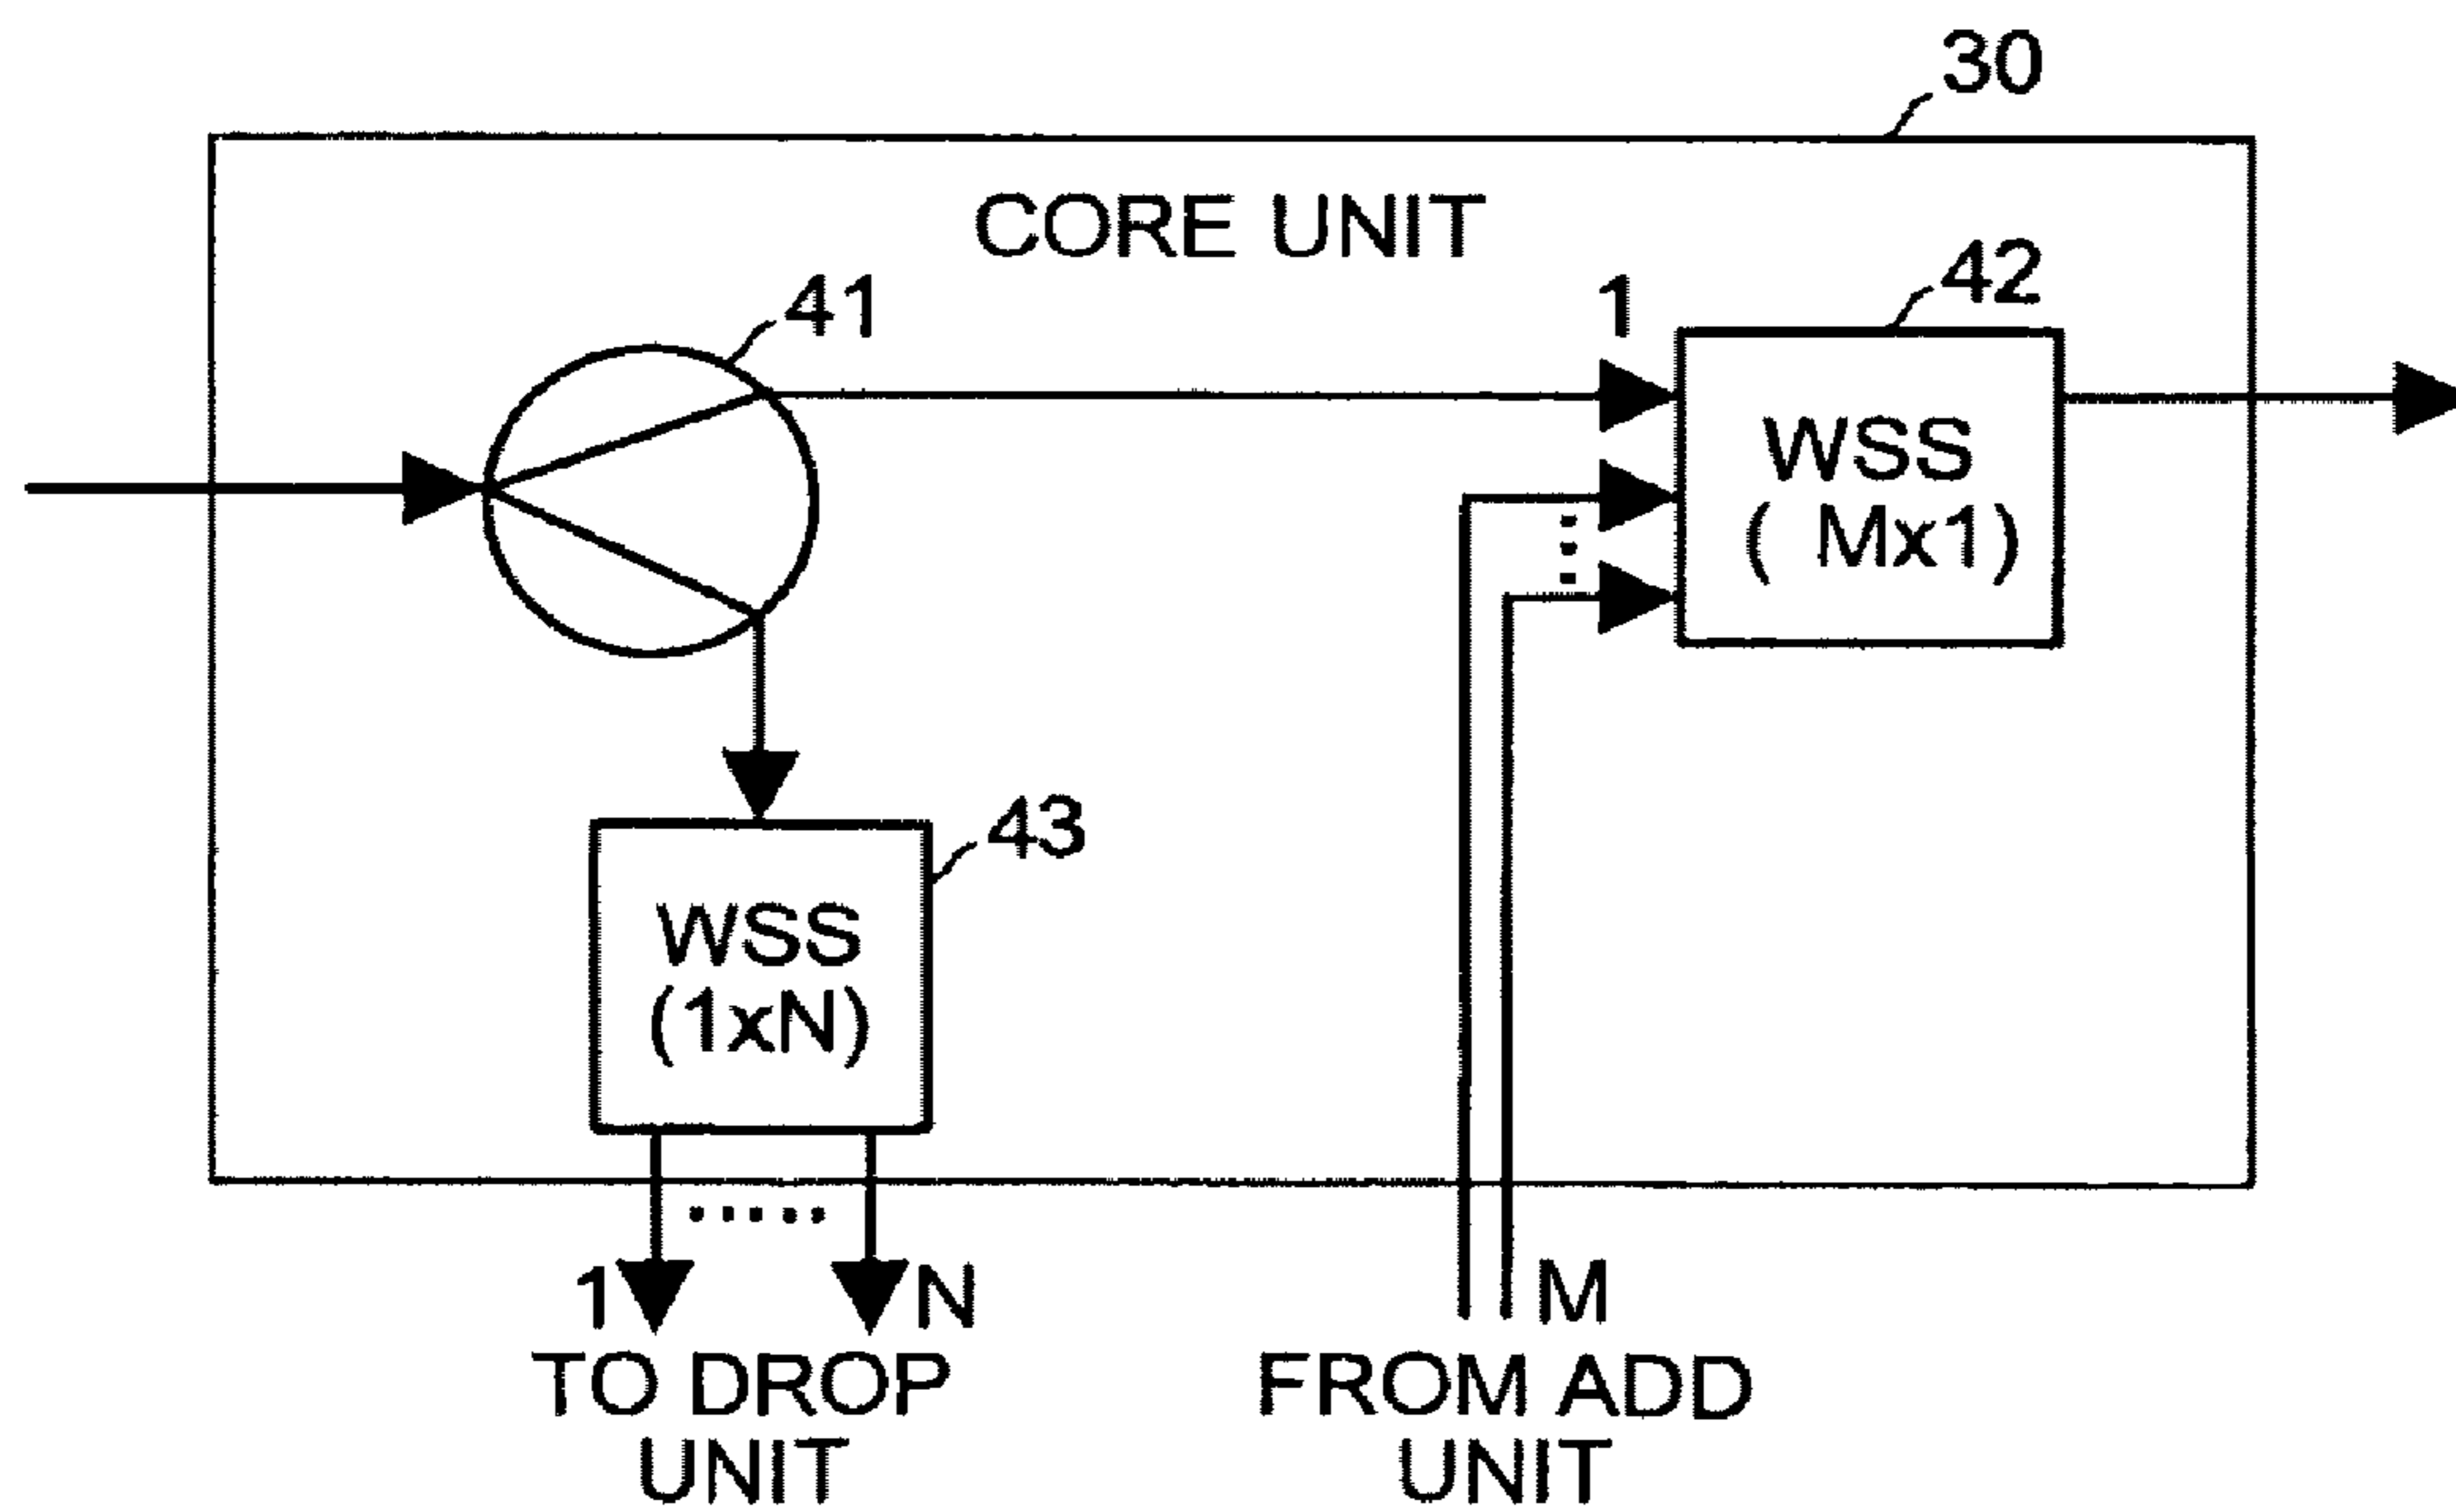 30
CORE UNIT
41
1
42
WSS
( Mx1)
43
WSS
(1xN)
1
N
M
TO DROP
UNIT
FROM ADD
UNIT